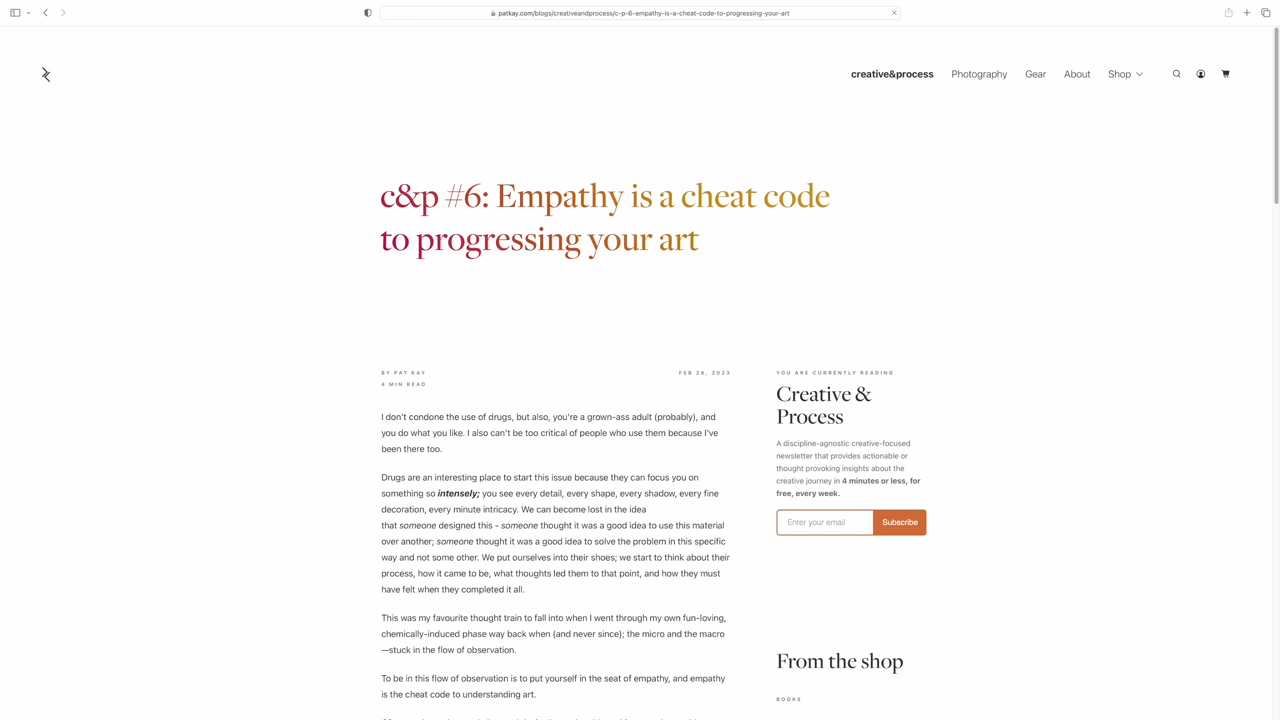 patkay.com/blogs/creativeandprocess/c-p-6-empathy-is-a-cheat-code-to-progressing-your-art
creative&process Photography Gear About Shop
c&p #6: Empathy is a cheat code
to progressing your art
BY PAT KAY FEB 28, 2023
4 MIN READ
I don't condone the use of drugs, but also, you're a grown-ass adult (probably), and
you do what you like. I also can't be too critical of people who use them because I've
been there too.
Drugs are an interesting place to start this issue because they can focus you on
something so intensely; you see every detail, every shape, every shadow, every fine
decoration, every minute intricacy. We can become lost in the idea
that someone designed this - someone thought it was a good idea to use this material
over another; someone thought it was a good idea to solve the problem in this specific
way and not some other. We put ourselves into their shoes; we start to think about their
process, how it came to be, what thoughts led them to that point, and how they must
have felt when they completed it all.
This was my favourite thought train to fall into when I went through my own fun-loving,
chemically-induced phase way back when (and never since); the micro and the macro
—stuck in the flow of observation.
To be in this flow of observation is to put yourself in the seat of empathy, and empathy
is the cheat code to understanding art.
YOU ARE CURRENTLY READING
Creative &
Process
A discipline-agnostic creative-focused
newsletter that provides actionable or
thought provoking insights about the
creative journey in 4 minutes or less, for
free, every week.
Enter your email Subscribe
From the shop
BOOKS